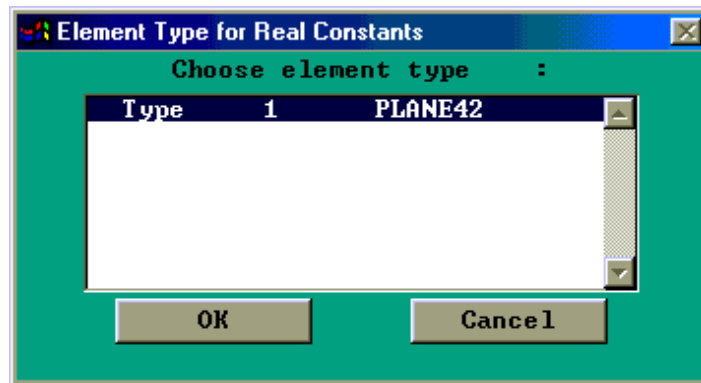 Element Type for Real Constants
Choose element type :
Type 1 PLANE42
OK Cancel